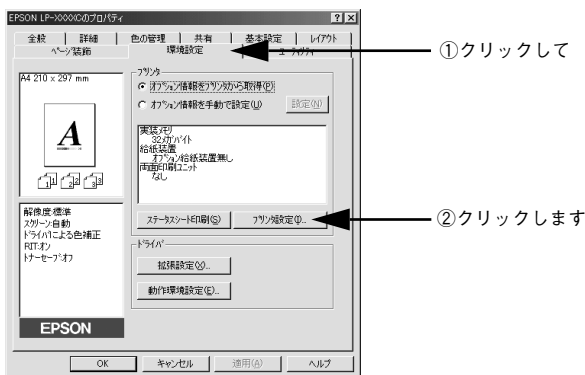 EPSON LP-XXXXCのプロパティ
全般 詳細 色の管理 共有 基本設定 レイアウト
ページ装飾 環境設定 ユーティリティ
①クリックして
A4 210 x 297 mm
A
プリンタ
オプション情報をプリンタから取得(P)
オプション情報を手動で設定(U) 設定(N)
実装メモリ
32メガバイト
給紙装置
オプション給紙装置無し
両面印刷ユニット
なし
ステータスシート印刷(S) プリンタ設定(I)...
②クリックします
解像度:標準
スクリーン:自動
ドライバによる色補正
RIT:オン
トナーセーブ:オフ
ドライバ
拡張設定(X)...
動作環境設定(E)...
EPSON
OK キャンセル 適用(A) ヘルプ